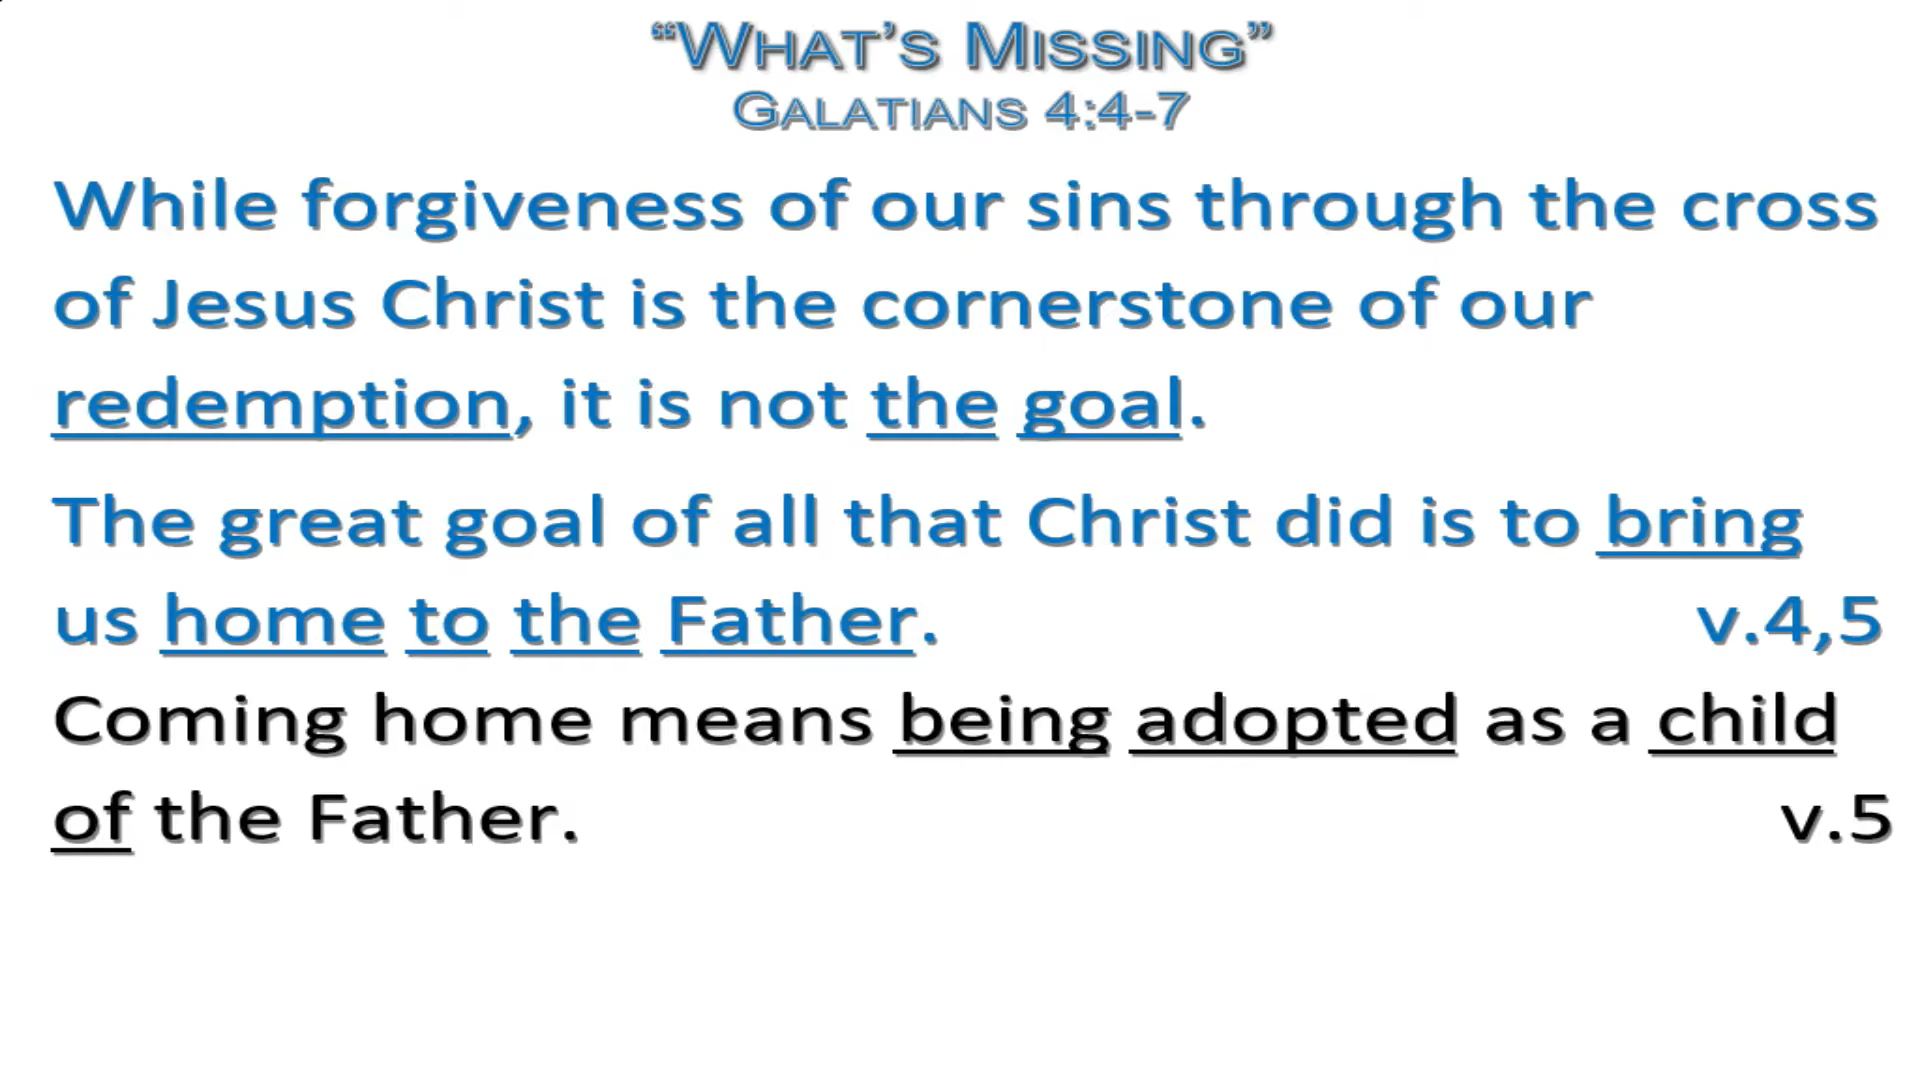 “What’s Missing”
Galatians 4:4-7
While forgiveness of our sins through the cross
of Jesus Christ is the cornerstone of our
redemption, it is not the goal.
The great goal of all that Christ did is to bring
us home to the Father. v.4,5
Coming home means being adopted as a child
of the Father. v.5